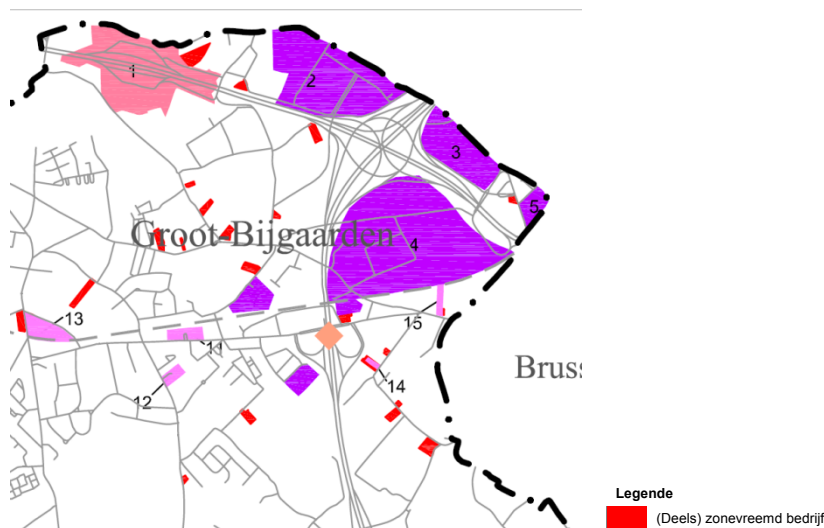 1
2
3
5
Groot-Bijgaarden
4
13
15
11
Bruss
14
12
Legende
(Deels) zonevreemd bedrijf